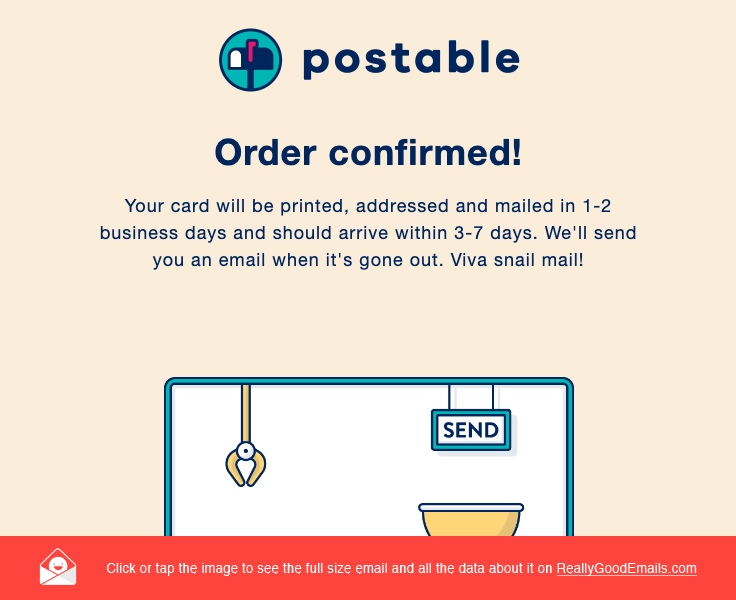 postable
Order confirmed!
Your card will be printed, addressed and mailed in 1-2
business days and should arrive within 3-7 days. We'll send
you an email when it's gone out. Viva snail mail!
SEND
Click or tap the image to see the full size email and all the data about it on ReallyGoodEmails.com